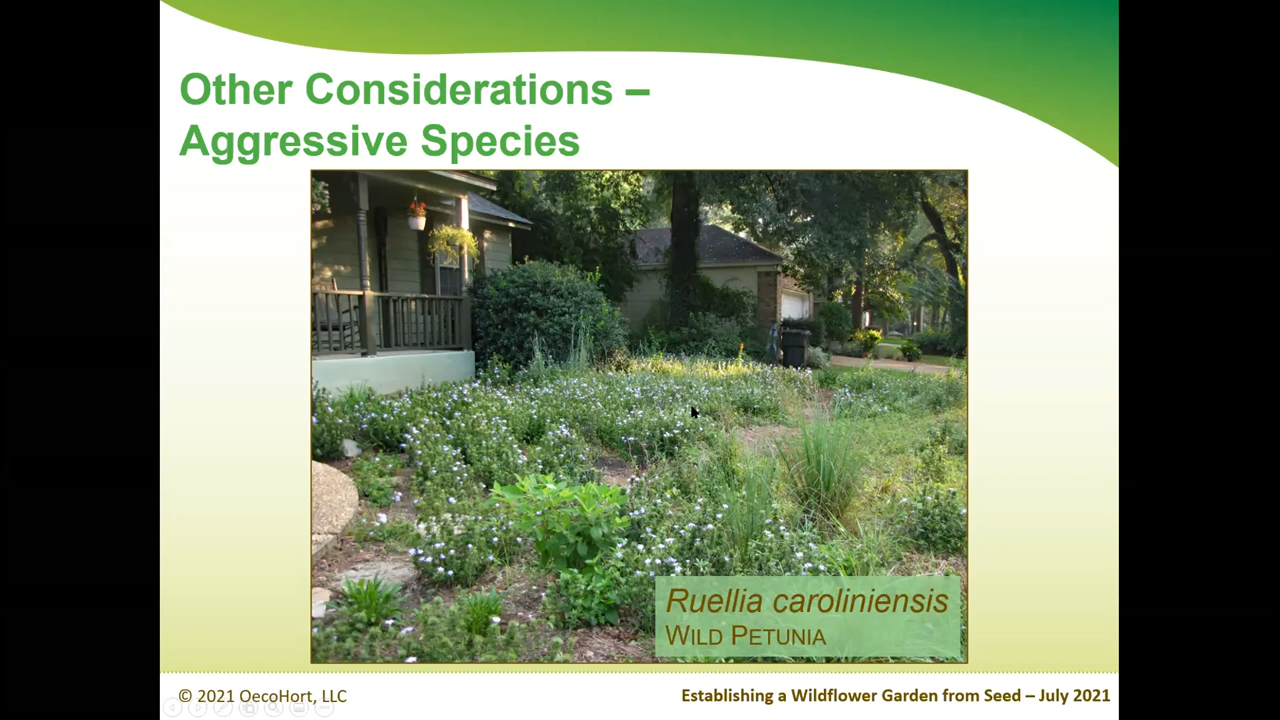 Other Considerations –
Aggressive Species
Ruellia caroliniensis
WILD PETUNIA
© 2021 OecoHort, LLC
Establishing a Wildflower Garden from Seed – July 2021